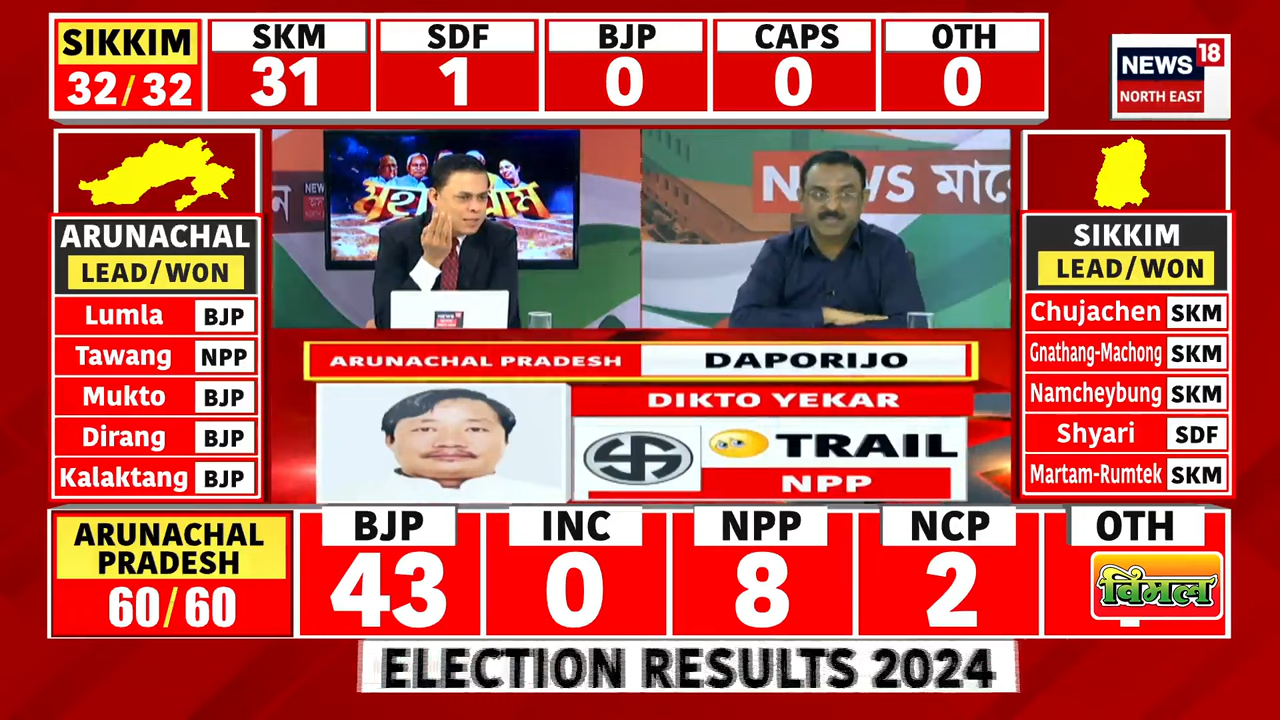 SIKKIM
32/32
SKM
31
SDF
1
BJP
0
CAPS
0
OTH
0
NEWS 18
NORTH EAST
ARUNACHAL
LEAD/WON
Lumla BJP
Tawang NPP
Mukto BJP
Dirang BJP
Kalaktang BJP
NEWS
NEWS
SIKKIM
LEAD/WON
Chujachen SKM
Gnathang-Machong SKM
Namcheybung SKM
Shyari SDF
Martam-Rumtek SKM
ARUNACHAL PRADESH DAPORIJO
DIKTO YEKAR
TRAIL
NPP
ARUNACHAL
PRADESH
60/60
BJP
43
INC
0
NPP
8
NCP
2
OTH
विमल
ELECTION RESULTS 2024